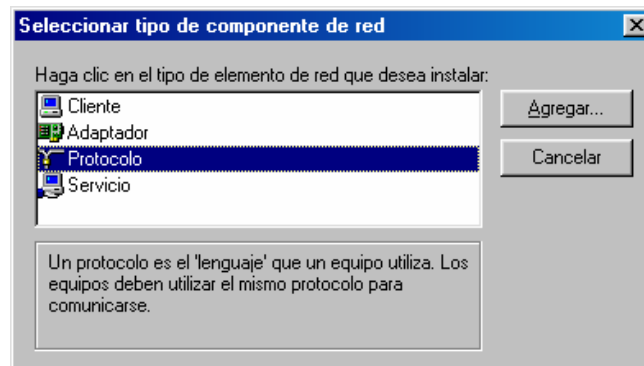 Seleccionar tipo de componente de red
Haga clic en el tipo de elemento de red que desea instalar:
Cliente
Adaptador
Protocolo
Servicio
Agregar...
Cancelar
Un protocolo es el 'lenguaje' que un equipo utiliza. Los
equipos deben utilizar el mismo protocolo para
comunicarse.